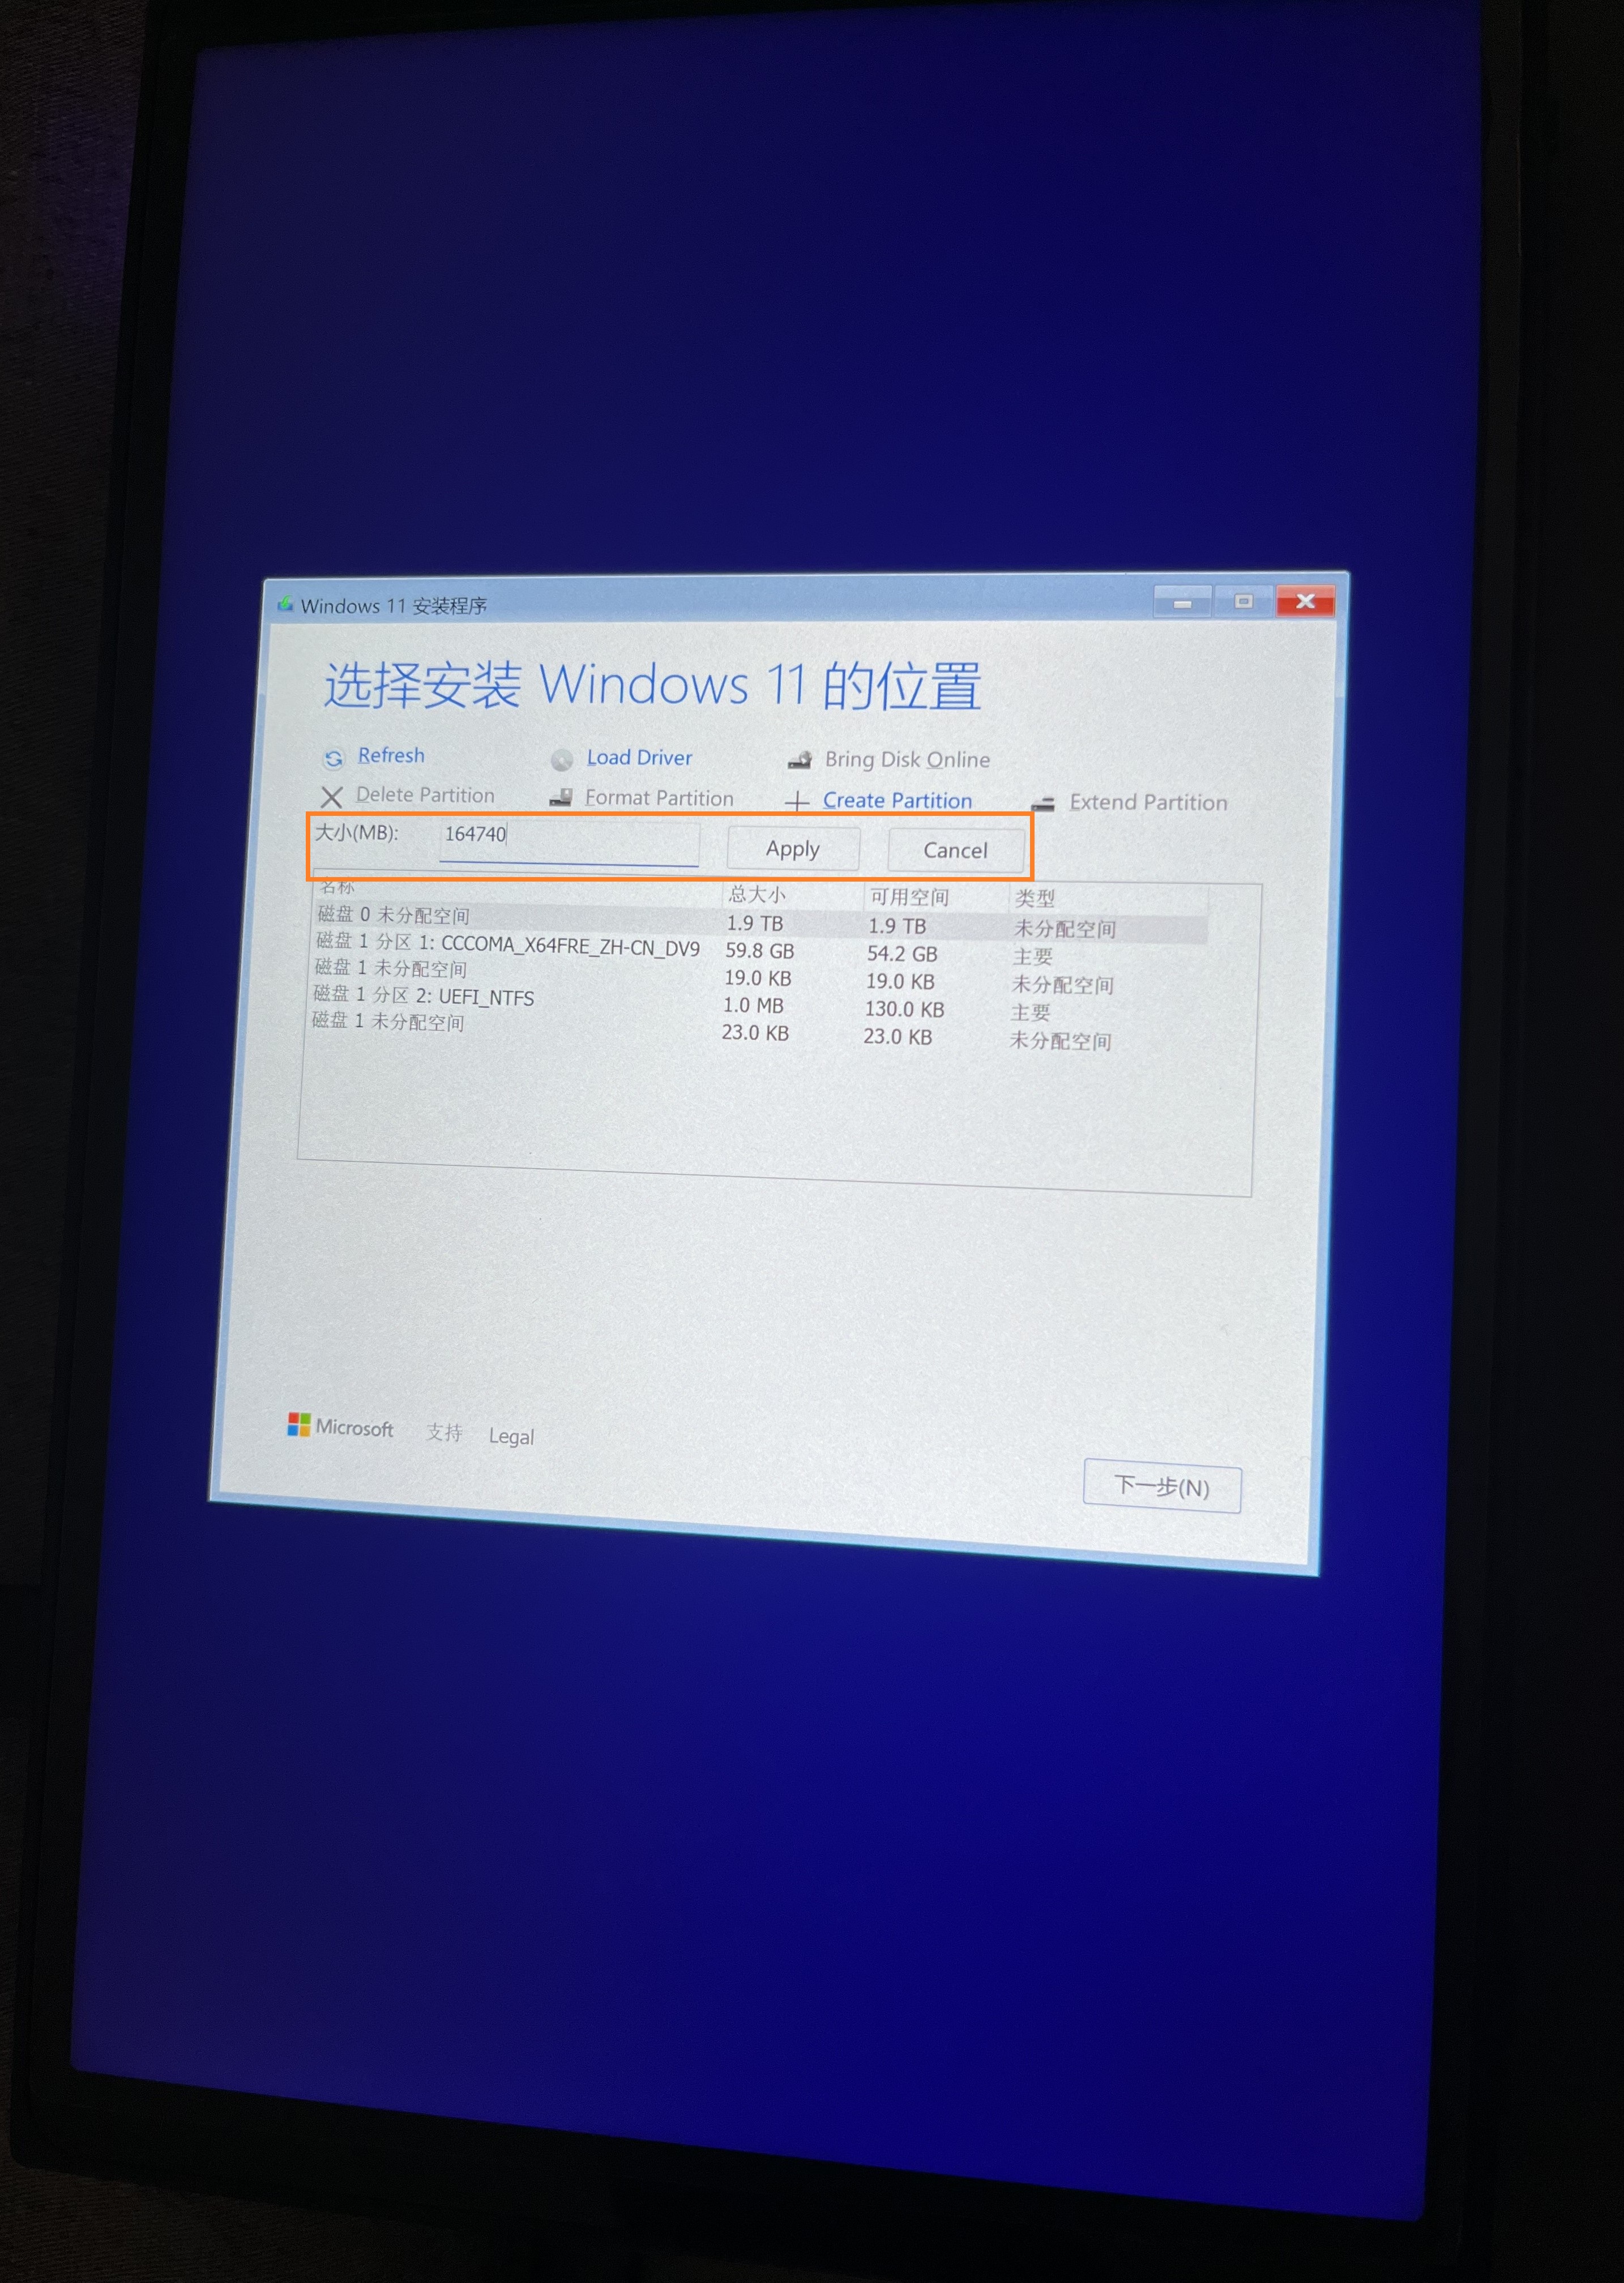 Windows 11 安装程序
选择安装 Windows 11 的位置
Refresh Load Driver Bring Disk Online
Delete Partition Format Partition Create Partition Extend Partition
大小(MB): 164740 Apply Cancel
名称 总大小 可用空间 类型
磁盘 0 未分配空间 1.9 TB 1.9 TB 未分配空间
磁盘 1 分区 1: CCCOMA_X64FRE_ZH-CN_DV9 59.8 GB 54.2 GB 主要
磁盘 1 未分配空间 19.0 KB 19.0 KB 未分配空间
磁盘 1 分区 2: UEFI_NTFS 1.0 MB 130.0 KB 主要
磁盘 1 未分配空间 23.0 KB 23.0 KB 未分配空间
Microsoft 支持 Legal
下一步(N)